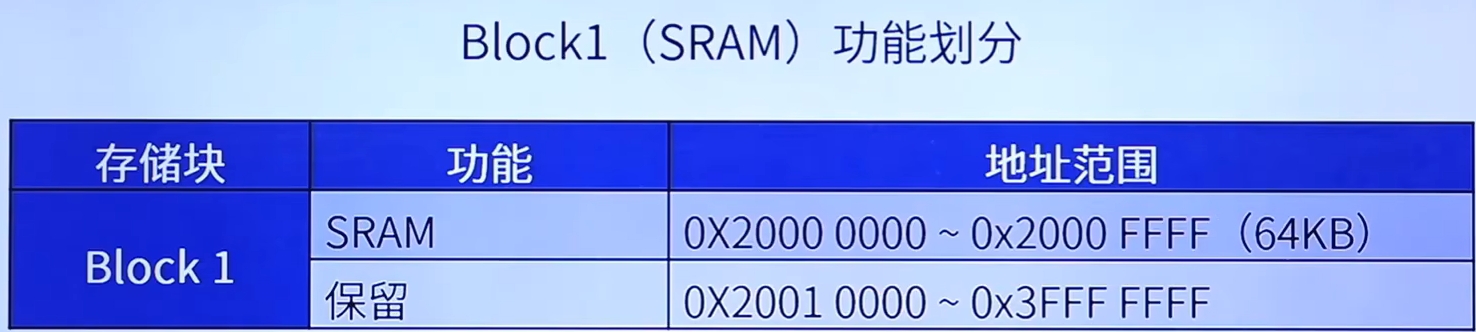 Block1（SRAM）功能划分
存储块 功能 地址范围
Block 1
SRAM 0X2000 0000 ~ 0x2000 FFFF（64KB）
保留 0X2001 0000 ~ 0x3FFF FFFF